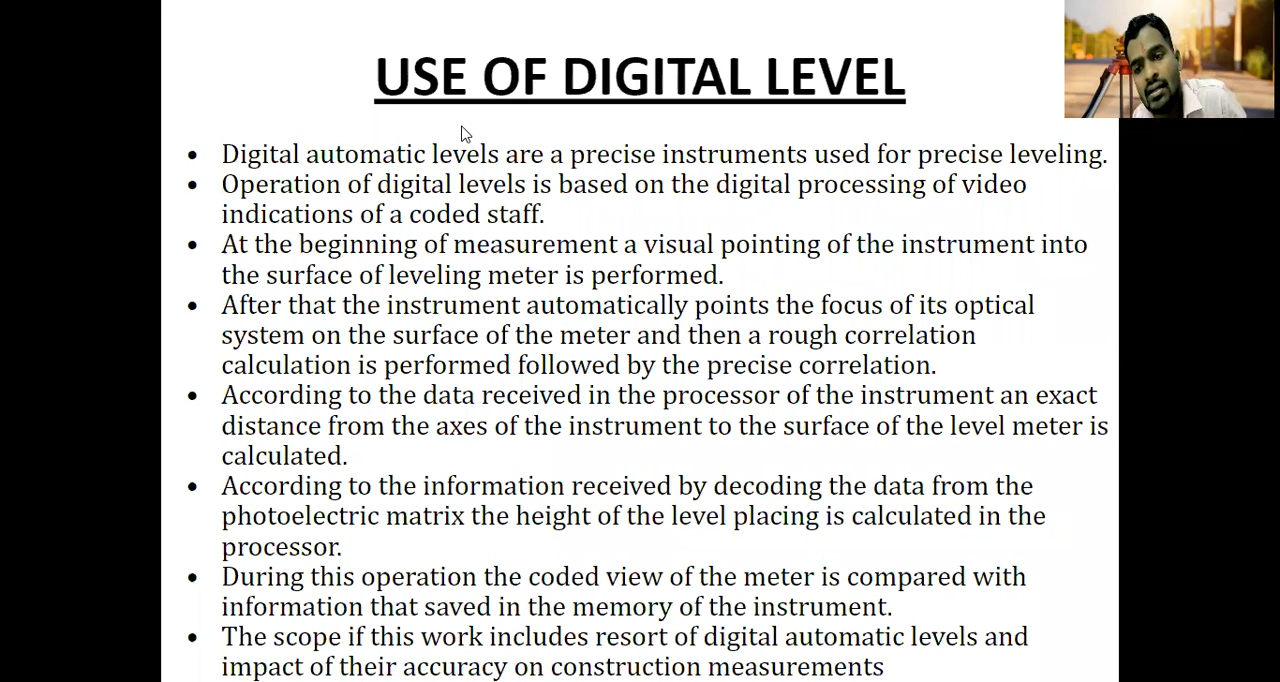 USE OF DIGITAL LEVEL
• Digital automatic levels are a precise instruments used for precise leveling.
• Operation of digital levels is based on the digital processing of video
indications of a coded staff.
• At the beginning of measurement a visual pointing of the instrument into
the surface of leveling meter is performed.
• After that the instrument automatically points the focus of its optical
system on the surface of the meter and then a rough correlation
calculation is performed followed by the precise correlation.
• According to the data received in the processor of the instrument an exact
distance from the axes of the instrument to the surface of the level meter is
calculated.
• According to the information received by decoding the data from the
photoelectric matrix the height of the level placing is calculated in the
processor.
• During this operation the coded view of the meter is compared with
information that saved in the memory of the instrument.
• The scope if this work includes resort of digital automatic levels and
impact of their accuracy on construction measurements